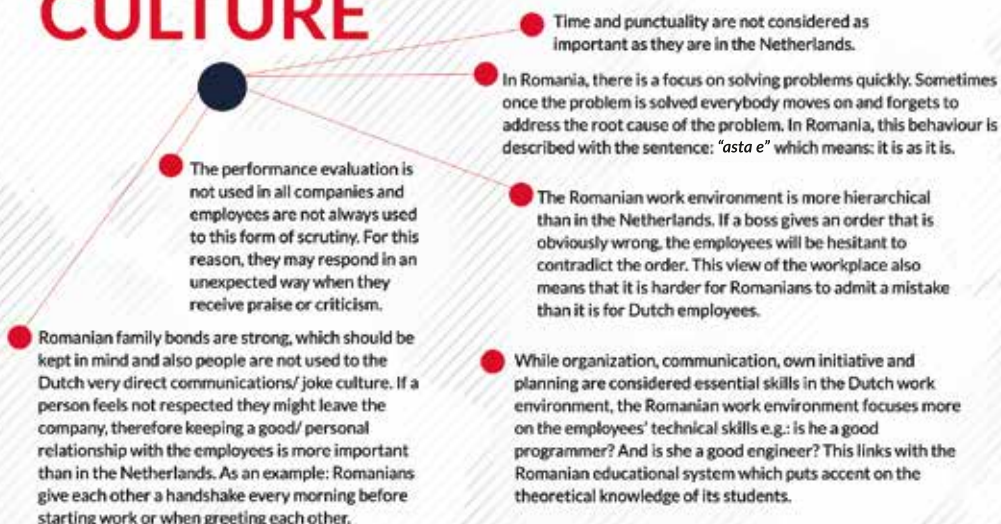 CULTURE
Time and punctuality are not considered as
important as they are in the Netherlands.
In Romania, there is a focus on solving problems quickly. Sometimes
once the problem is solved everybody moves on and forgets to
address the root cause of the problem. In Romania, this behaviour is
described with the sentence: "asta e" which means: it is as it is.
The performance evaluation is
not used in all companies and
employees are not always used
to this form of scrutiny. For this
reason, they may respond in an
unexpected way when they
receive praise or criticism.
The Romanian work environment is more hierarchical
than in the Netherlands. If a boss gives an order that is
obviously wrong, the employees will be hesitant to
contradict the order. This view of the workplace also
means that it is harder for Romanians to admit a mistake
than it is for Dutch employees.
Romanian family bonds are strong, which should be
kept in mind and also people are not used to the
Dutch very direct communications/ joke culture. If a
person feels not respected they might leave the
company, therefore keeping a good/ personal
relationship with the employees is more important
than in the Netherlands. As an example: Romanians
give each other a handshake every morning before
starting work or when greeting each other.
While organization, communication, own initiative and
planning are considered essential skills in the Dutch work
environment, the Romanian work environment focuses more
on the employees' technical skills e.g.: is he a good
programmer? And is she a good engineer? This links with the
Romanian educational system which puts accent on the
theoretical knowledge of its students.